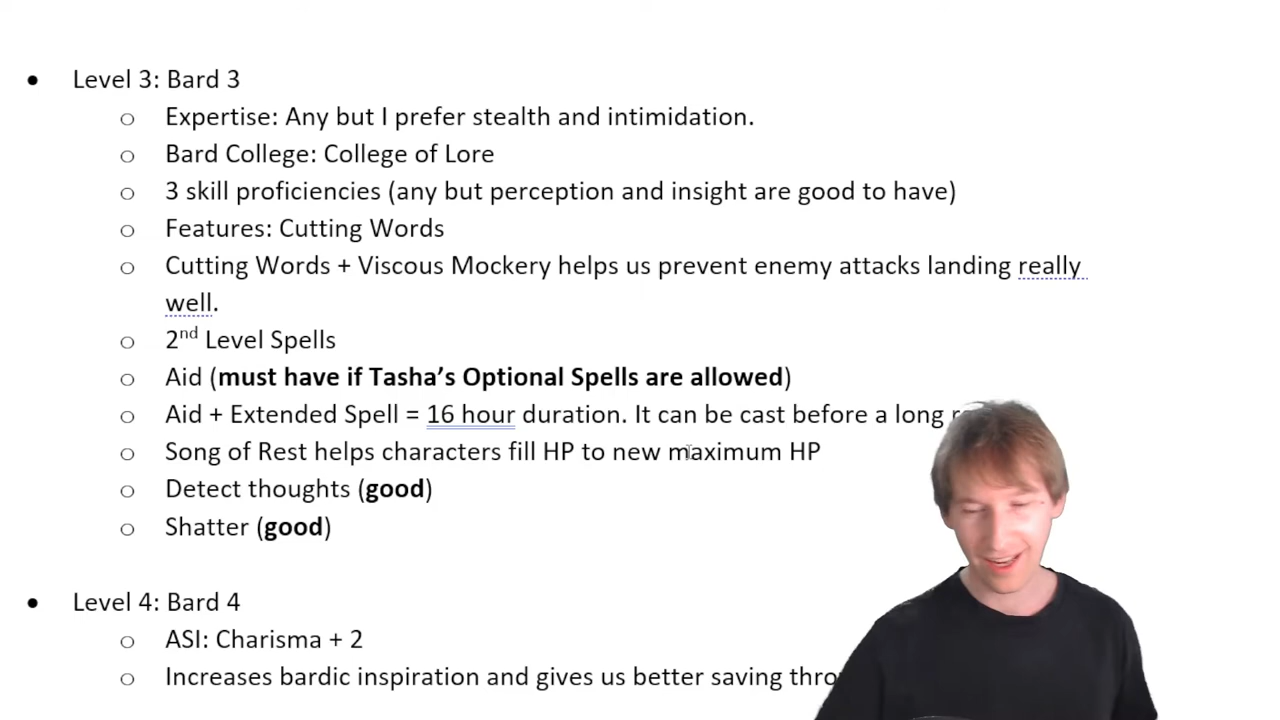 Level 3: Bard 3
Expertise: Any but I prefer stealth and intimidation.
Bard College: College of Lore
3 skill proficiencies (any but perception and insight are good to have)
Features: Cutting Words
Cutting Words + Viscous Mockery helps us prevent enemy attacks landing really
well.
2nd Level Spells
Aid (must have if Tasha’s Optional Spells are allowed)
Aid + Extended Spell = 16 hour duration. It can be cast before a long
Song of Rest helps characters fill HP to new maximum HP
Detect thoughts (good)
Shatter (good)
Level 4: Bard 4
ASI: Charisma + 2
Increases bardic inspiration and gives us better saving